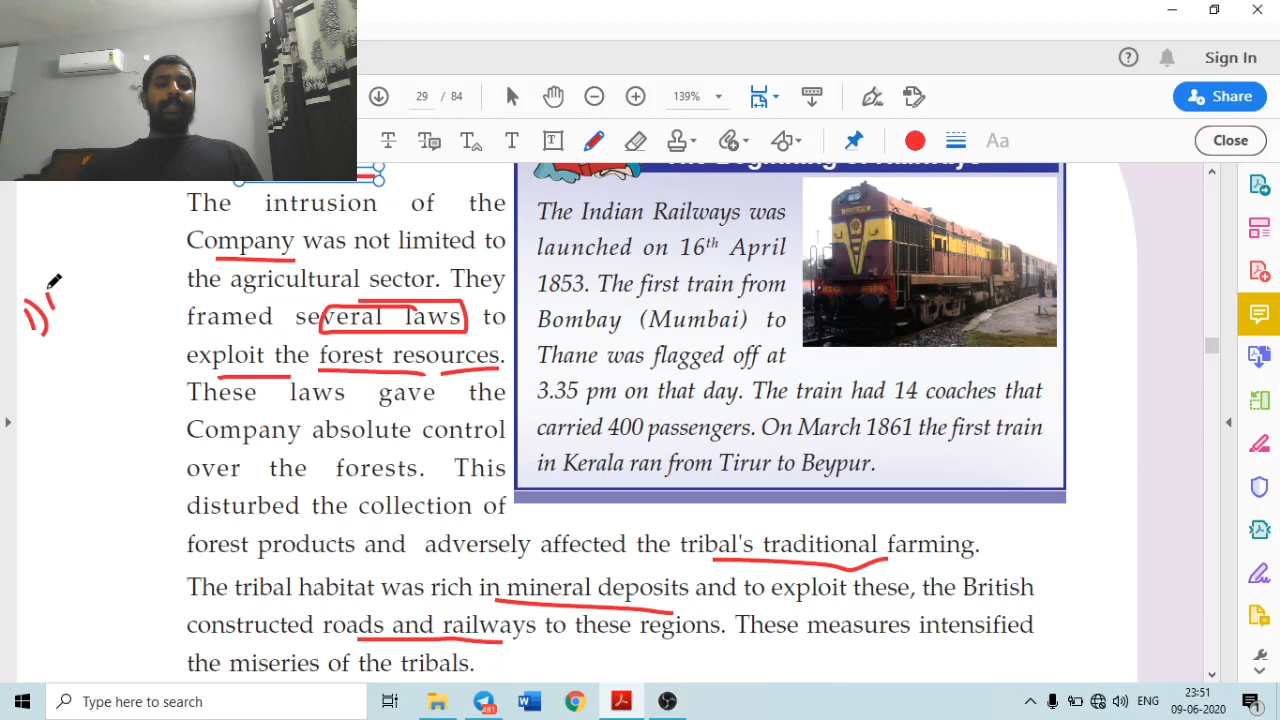 Sign In
29 / 84
139%
Share
T
T
Aa
Close
The Beginning of Railways
The intrusion of the
Company was not limited to
the agricultural sector. They
framed several laws to
exploit the forest resources.
These laws gave the
Company absolute control
over the forests. This
disturbed the collection of
forest products and adversely affected the tribal's traditional farming.
The tribal habitat was rich in mineral deposits and to exploit these, the British
constructed roads and railways to these regions. These measures intensified
the miseries of the tribals.
The Indian Railways was
launched on 16th April
1853. The first train from
Bombay (Mumbai) to
Thane was flagged off at
3.35 pm on that day. The train had 14 coaches that
carried 400 passengers. On March 1861 the first train
in Kerala ran from Tirur to Beypur.
Type here to search
481
ENG
23:51
09-06-2020
1